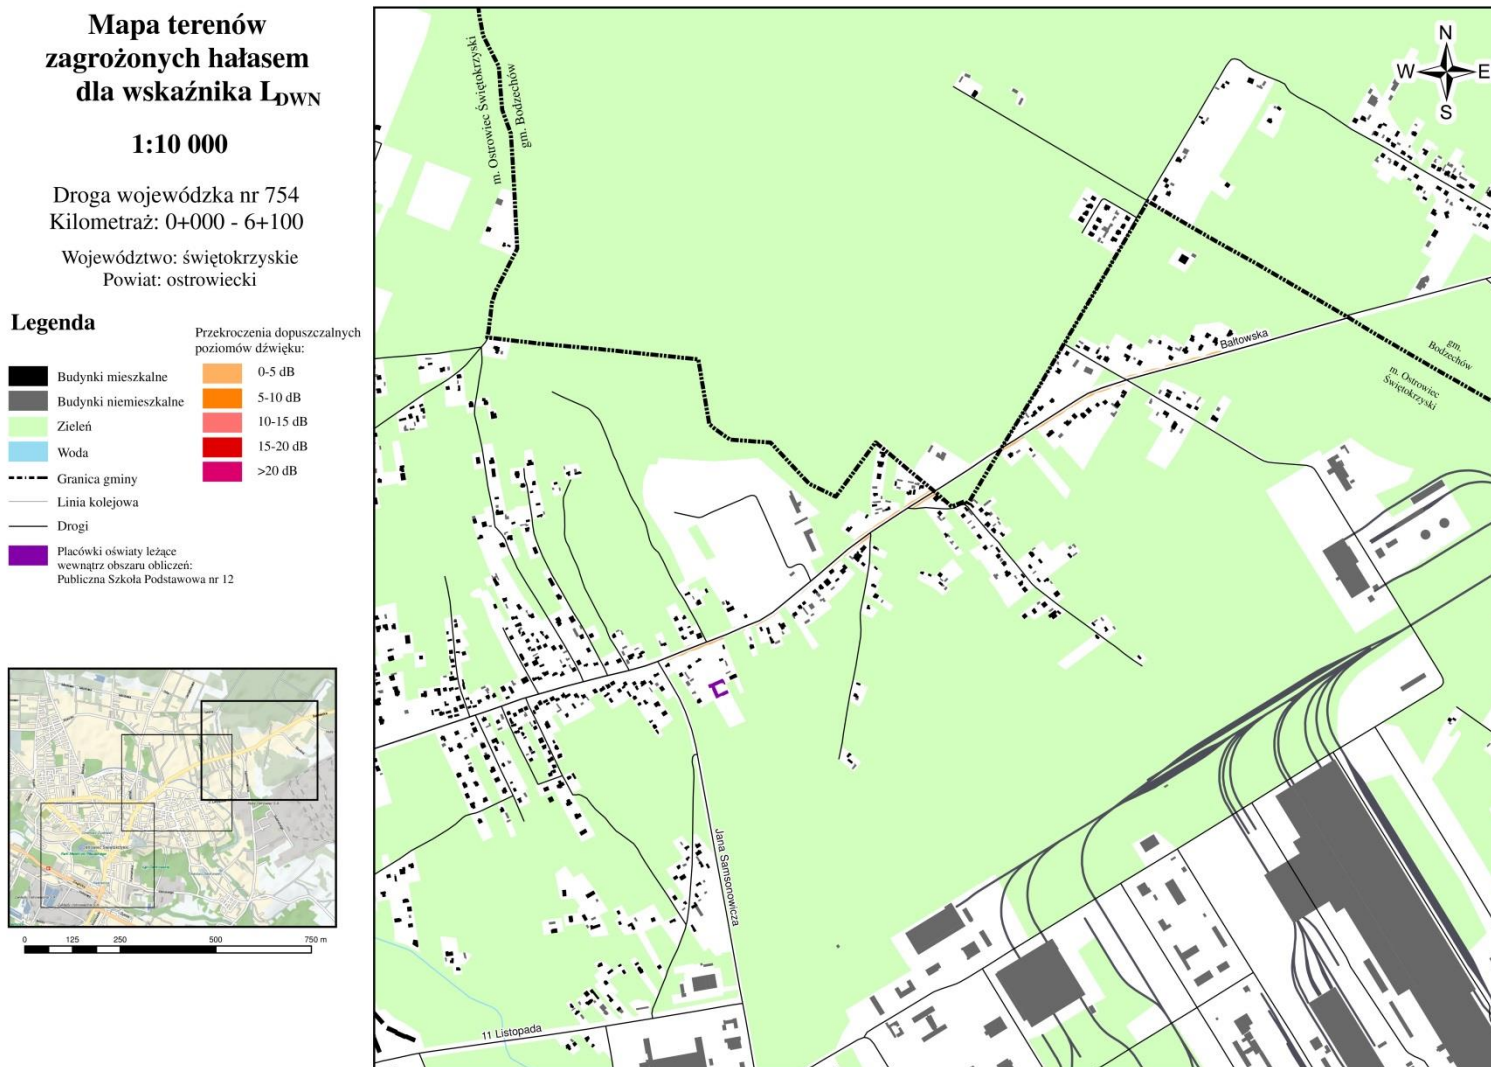 Mapa terenów
zagrożonych hałasem
dla wskaźnika LDWN
1:10 000
Droga wojewódzka nr 754
Kilometraż: 0+000 - 6+100
Województwo: świętokrzyskie
Powiat: ostrowiecki
Legenda
Budynki mieszkalne
Budynki niemieszkalne
Zieleń
Woda
Granica gminy
Linia kolejowa
Drogi
Placówki oświaty leżące
wewnątrz obszaru obliczeń:
Publiczna Szkoła Podstawowa nr 12
Przekroczenia dopuszczalnych
poziomów dźwięku:
0-5 dB
5-10 dB
10-15 dB
15-20 dB
>20 dB
0 125 250 500 750 m
m. Ostrowiec Świętokrzyski
gm. Bodzechów
N
W E
S
Bałtowska
gm.
Bodzechów
m. Ostrowiec
Świętokrzyski
Jana Samsonowicza
11 Listopada